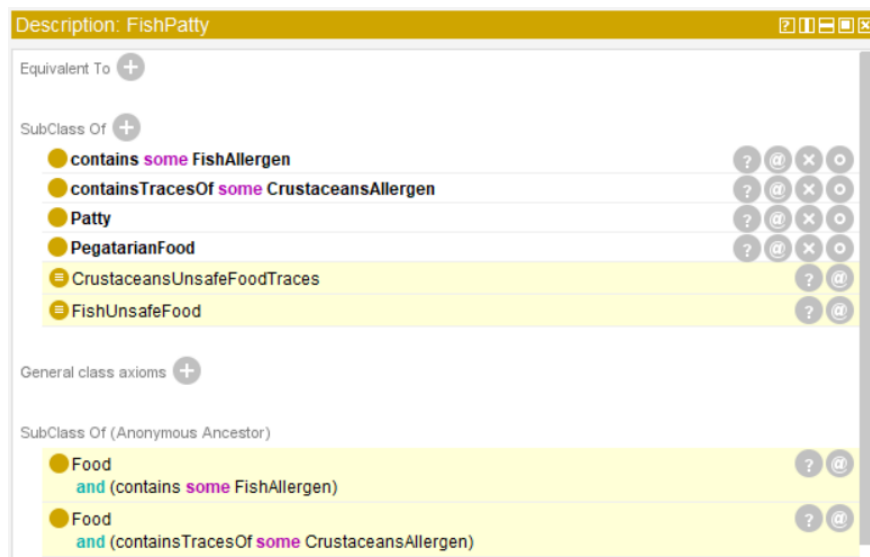 Description: FishPatty
Equivalent To
SubClass Of
contains some FishAllergen
containsTracesOf some CrustaceansAllergen
Patty
PegatarianFood
CrustaceansUnsafeFoodTraces
FishUnsafeFood
General class axioms
SubClass Of (Anonymous Ancestor)
Food
and (contains some FishAllergen)
Food
and (containsTracesOf some CrustaceansAllergen)